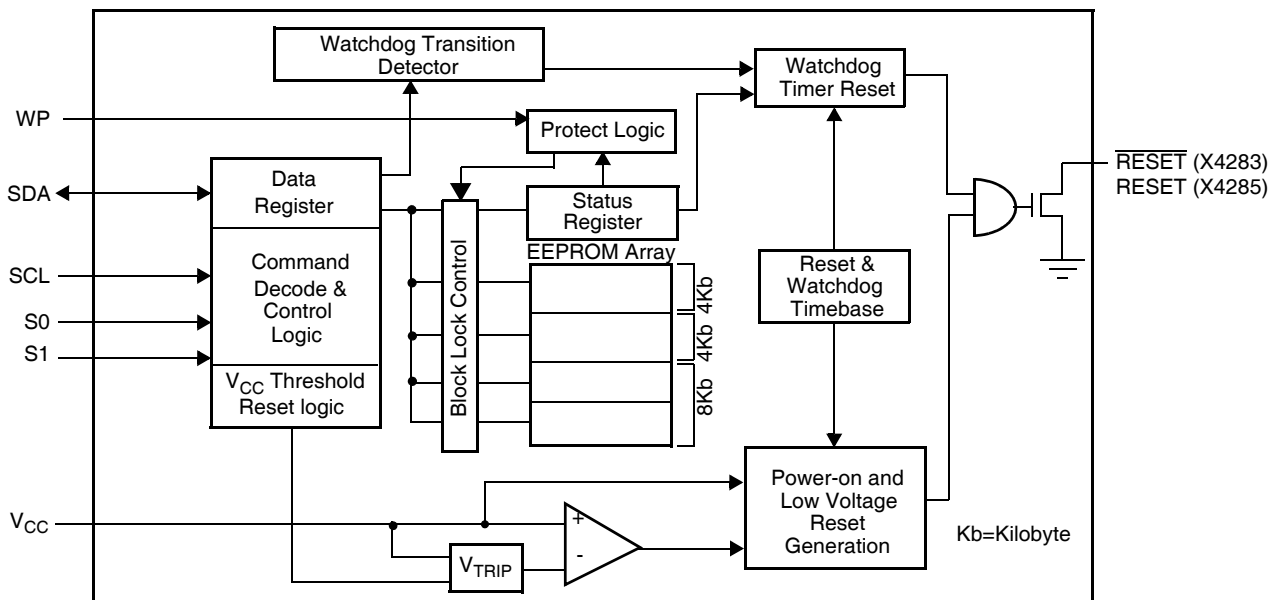 Watchdog Transition
Detector
Watchdog
Timer Reset
WP
Protect Logic
RESET (X4283)
RESET (X4285)
SDA
Data
Register
Status
Register
EEPROM Array
SCL
S0
S1
Command
Decode &
Control
Logic
Block Lock Control
4Kb
4Kb
8Kb
Reset &
Watchdog
Timebase
VCC Threshold
Reset logic
Power-on and
Low Voltage
Reset
Generation
VCC
+
-
VTRIP
Kb=Kilobyte